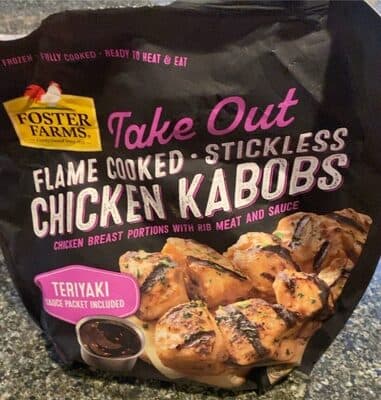 FROZEN · FULLY COOKED · READY TO HEAT & EAT
FOSTER
FARMS®
Take Out
FLAME COOKED · STICKLESS
CHICKEN KABOBS
CHICKEN BREAST PORTIONS WITH RIB MEAT AND SAUCE
TERIYAKI
SAUCE PACKET INCLUDED